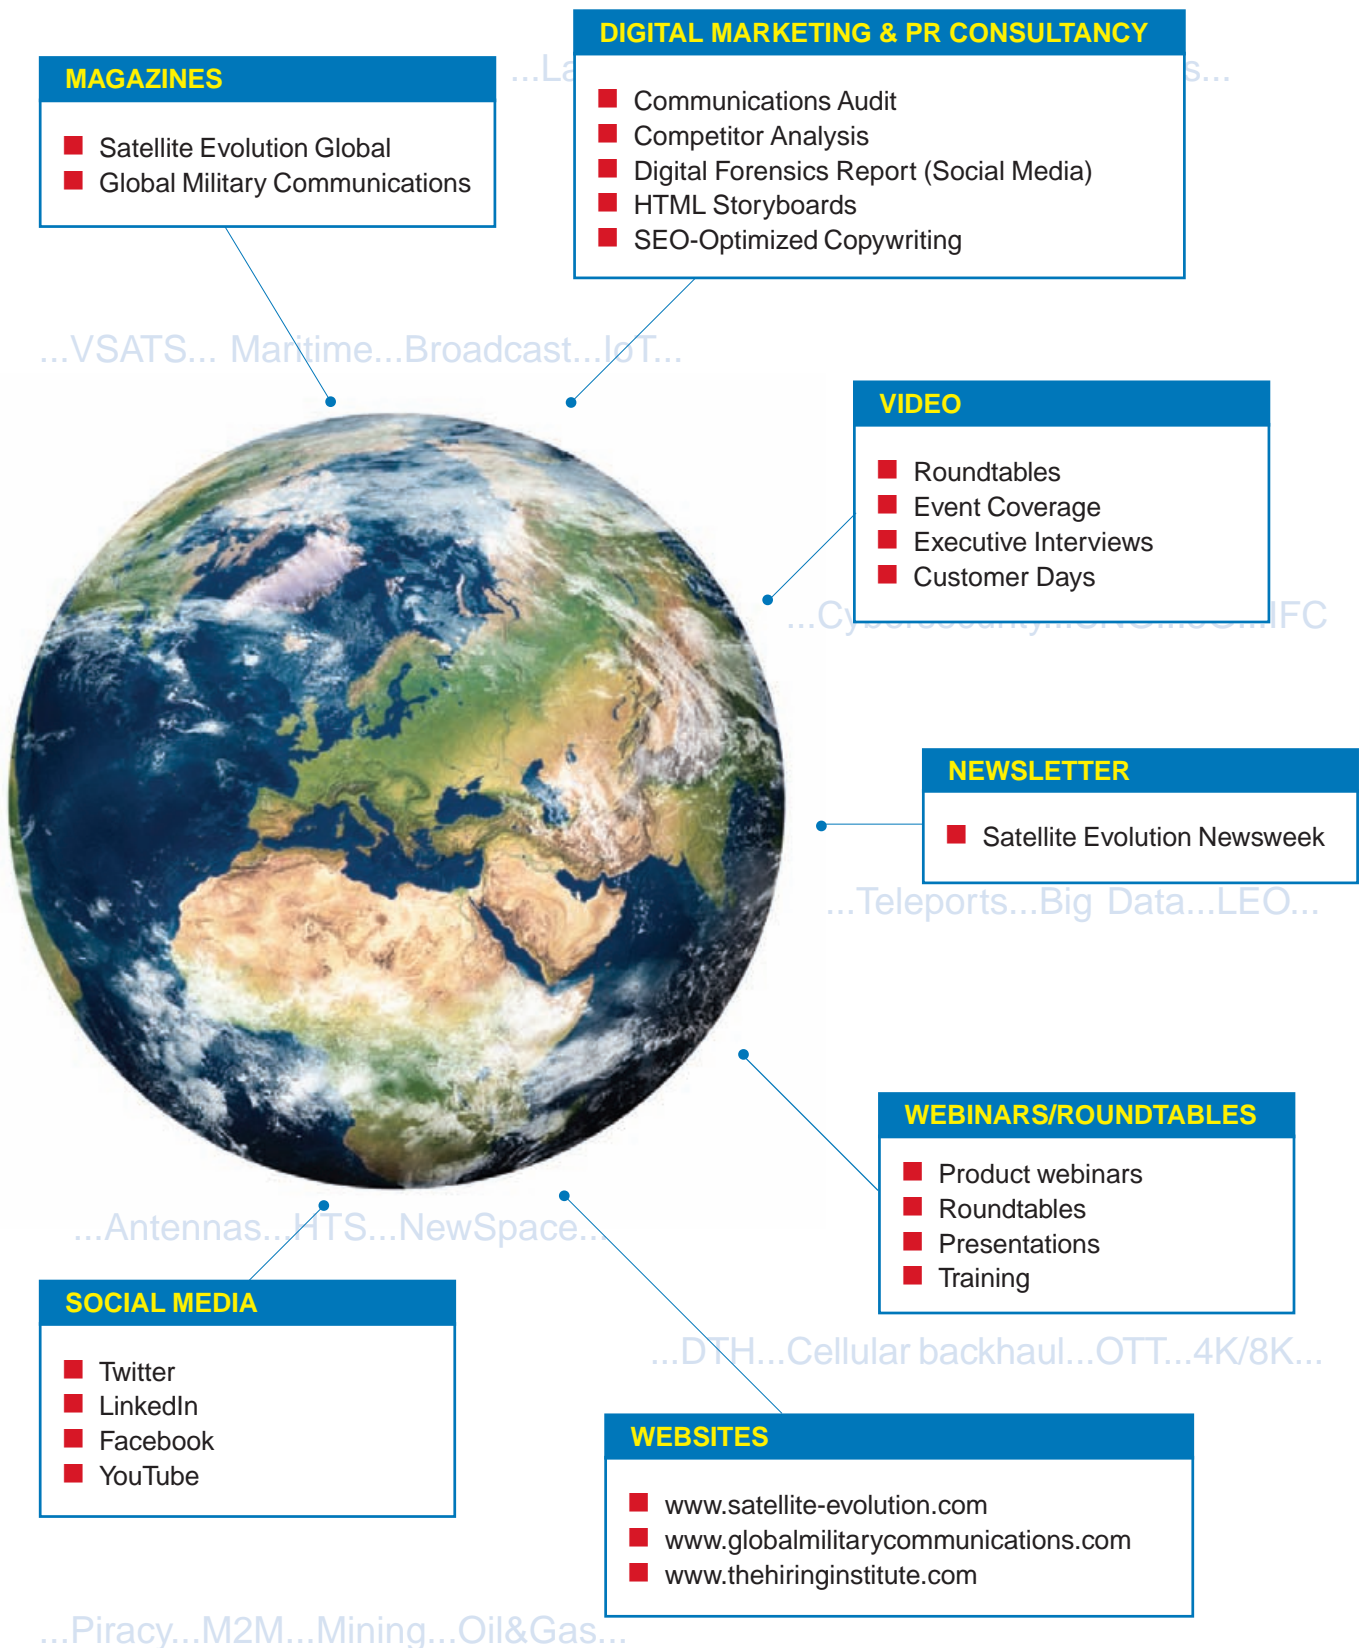 DIGITAL MARKETING & PR CONSULTANCY
Communications Audit
Competitor Analysis
Digital Forensics Report (Social Media)
HTML Storyboards
SEO-Optimized Copywriting
MAGAZINES
Satellite Evolution Global
Global Military Communications
...VSATS... Maritime...Broadcast...IoT...
VIDEO
Roundtables
Event Coverage
Executive Interviews
Customer Days
...IFC
NEWSLETTER
Satellite Evolution Newsweek
...Teleports...Big Data...LEO...
WEBINARS/ROUNDTABLES
Product webinars
Roundtables
Presentations
Training
...Antennas...HTS...NewSpace...
SOCIAL MEDIA
Twitter
LinkedIn
Facebook
YouTube
...DTH...Cellular backhaul...OTT...4K/8K...
WEBSITES
www.satellite-evolution.com
www.globalmilitarycommunications.com
www.thehiringinstitute.com
...Piracy...M2M...Mining...Oil&Gas...